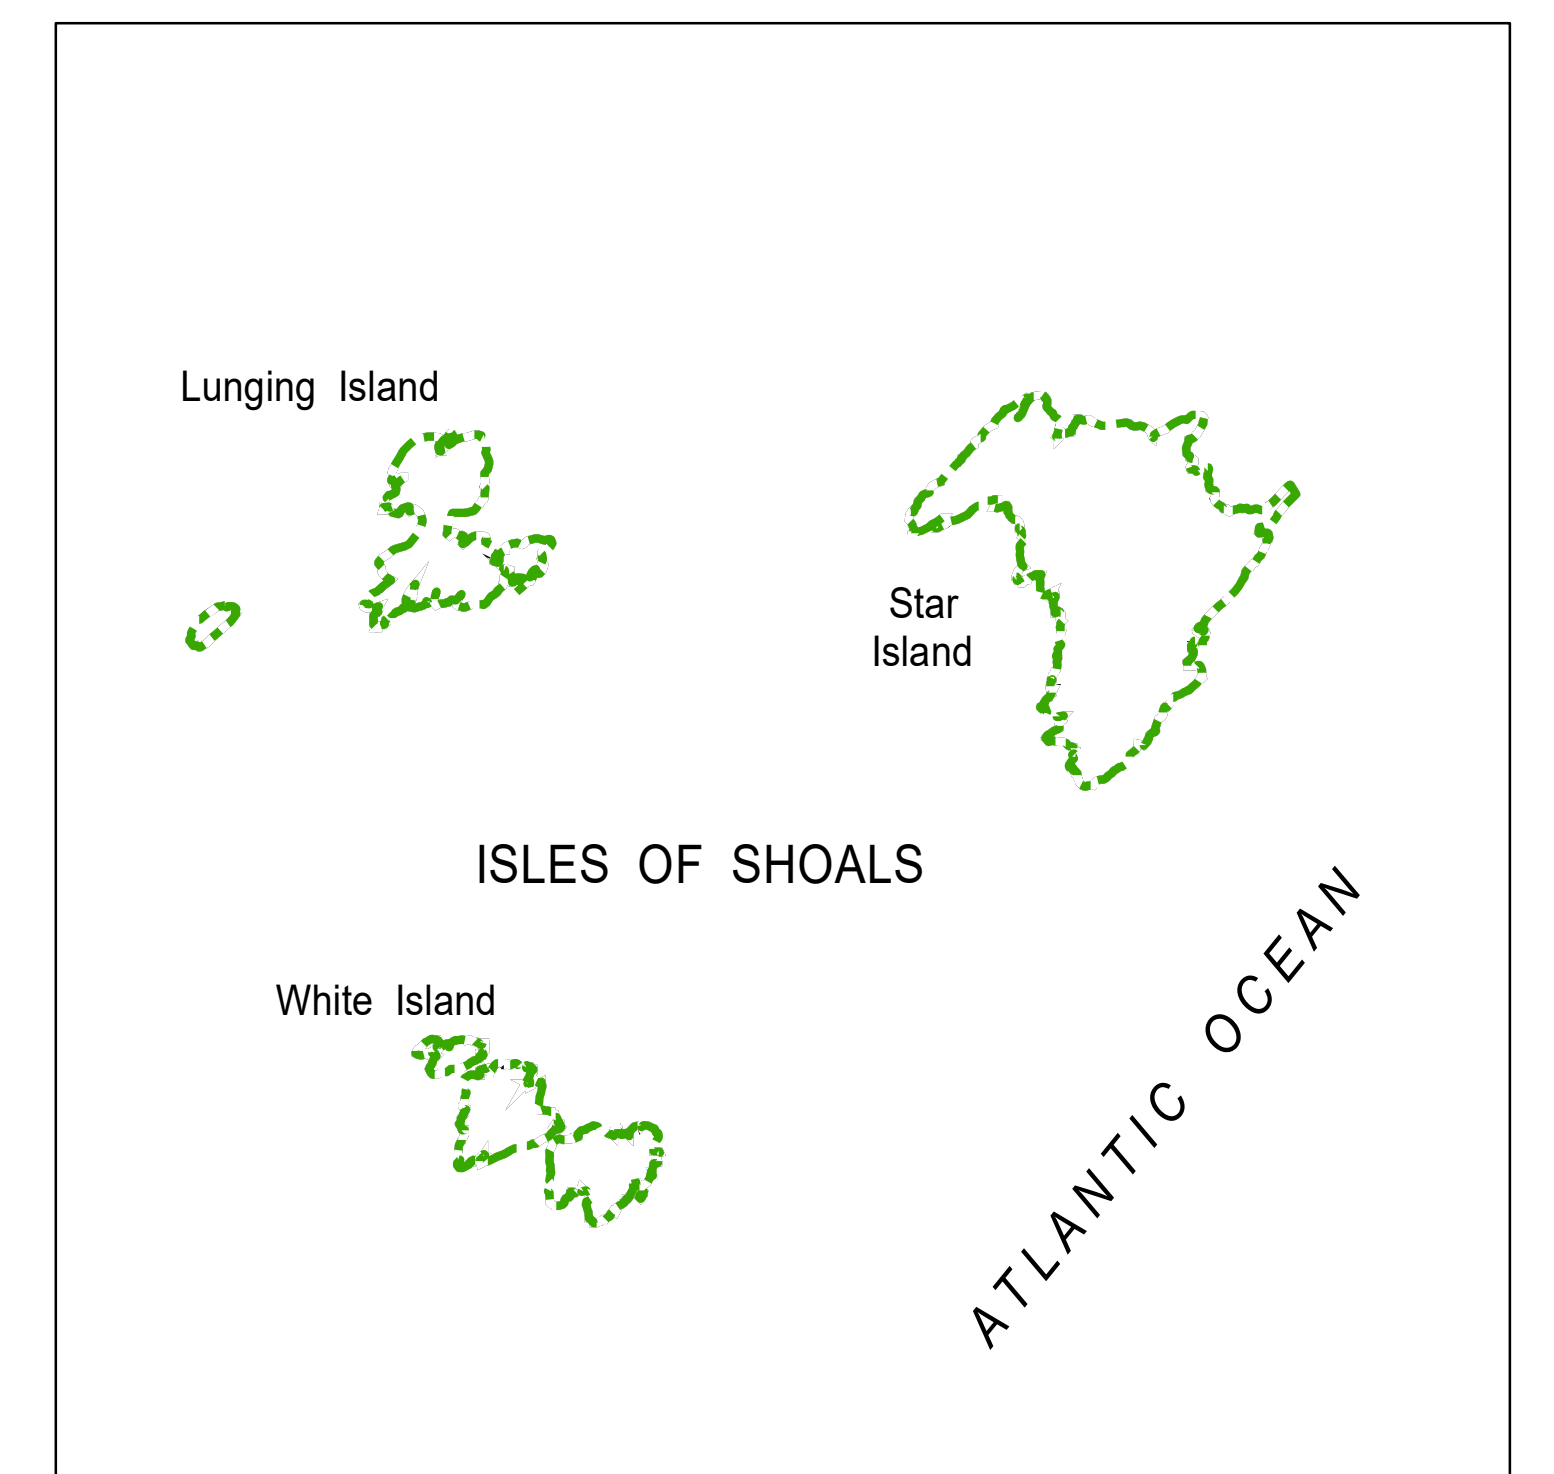 Lunging Island
Star
Island
ISLES OF SHOALS
White Island
ATLANTIC OCEAN